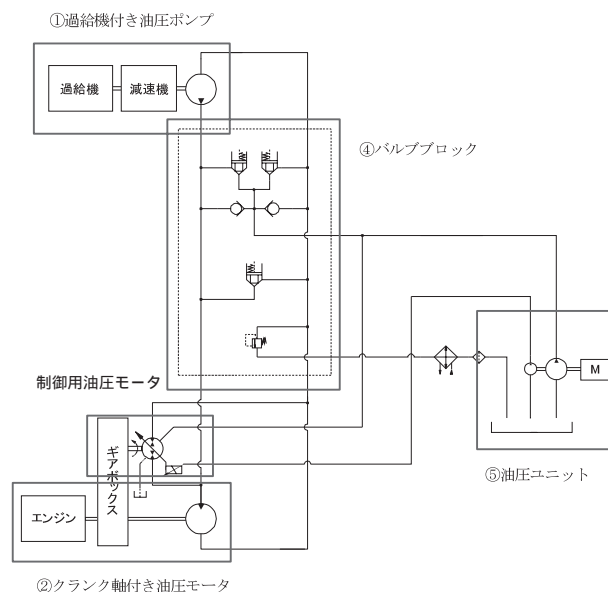 ①過給機付き油圧ポンプ
過給機
減速機
④バルブブロック
制御用油圧モータ
M
ギアボックス
⑤油圧ユニット
エンジン
②クランク軸付き油圧モータ